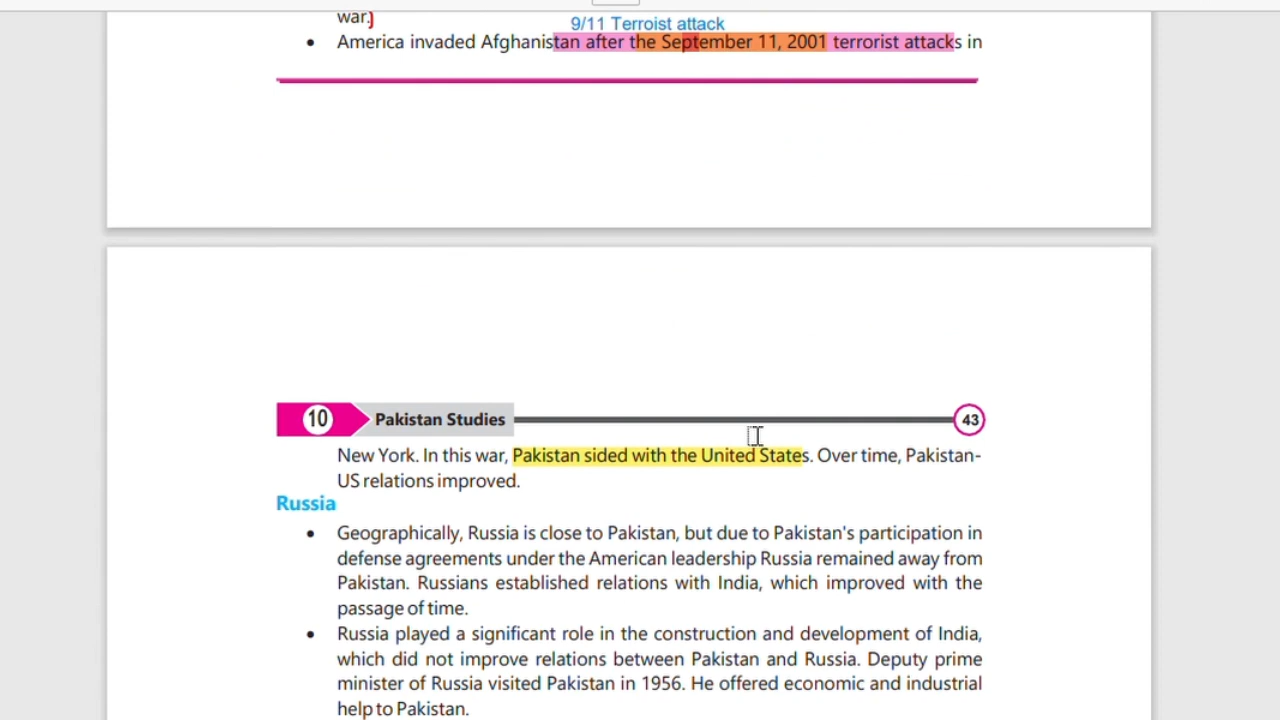 war.)
9/11 Terroist attack
• America invaded Afghanistan after the September 11, 2001 terrorist attacks in
10 Pakistan Studies 43
New York. In this war, Pakistan sided with the United States. Over time, Pakistan-
US relations improved.
Russia
• Geographically, Russia is close to Pakistan, but due to Pakistan's participation in
defense agreements under the American leadership Russia remained away from
Pakistan. Russians established relations with India, which improved with the
passage of time.
• Russia played a significant role in the construction and development of India,
which did not improve relations between Pakistan and Russia. Deputy prime
minister of Russia visited Pakistan in 1956. He offered economic and industrial
help to Pakistan.